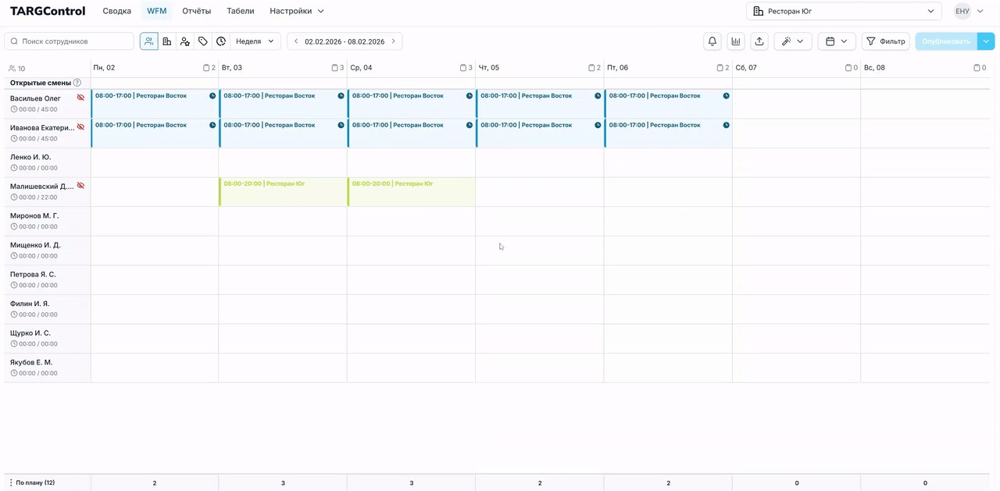 TARGControl Сводка WFM Отчёты Табели Настройки Ресторан Юг ЕНУ
Поиск сотрудников Неделя 02.02.2026 - 08.02.2026 Фильтр Опубликовать
10 Пн, 02 2 Вт, 03 3 Ср, 04 3 Чт, 05 2 Пт, 06 2 Сб, 07 0 Вс, 08 0
Открытые смены ?
Васильев Олег 08:00-17:00 | Ресторан Восток 08:00-17:00 | Ресторан Восток 08:00-17:00 | Ресторан Восток 08:00-17:00 | Ресторан Восток 08:00-17:00 | Ресторан Восток
00:00 / 45:00
Иванова Екатери... 08:00-17:00 | Ресторан Восток 08:00-17:00 | Ресторан Восток 08:00-17:00 | Ресторан Восток 08:00-17:00 | Ресторан Восток 08:00-17:00 | Ресторан Восток
00:00 / 45:00
Ленко И. Ю.
00:00 / 00:00
Малишевский Д.... 08:00-20:00 | Ресторан Юг 08:00-20:00 | Ресторан Юг
00:00 / 22:00
Миронов М. Г.
00:00 / 00:00
Мищенко И. Д.
00:00 / 00:00
Петрова Я. С.
00:00 / 00:00
Филин И. Я.
00:00 / 00:00
Щурко И. С.
00:00 / 00:00
Якубов Е. М.
00:00 / 00:00
По плану (12) 2 3 3 2 2 0 0